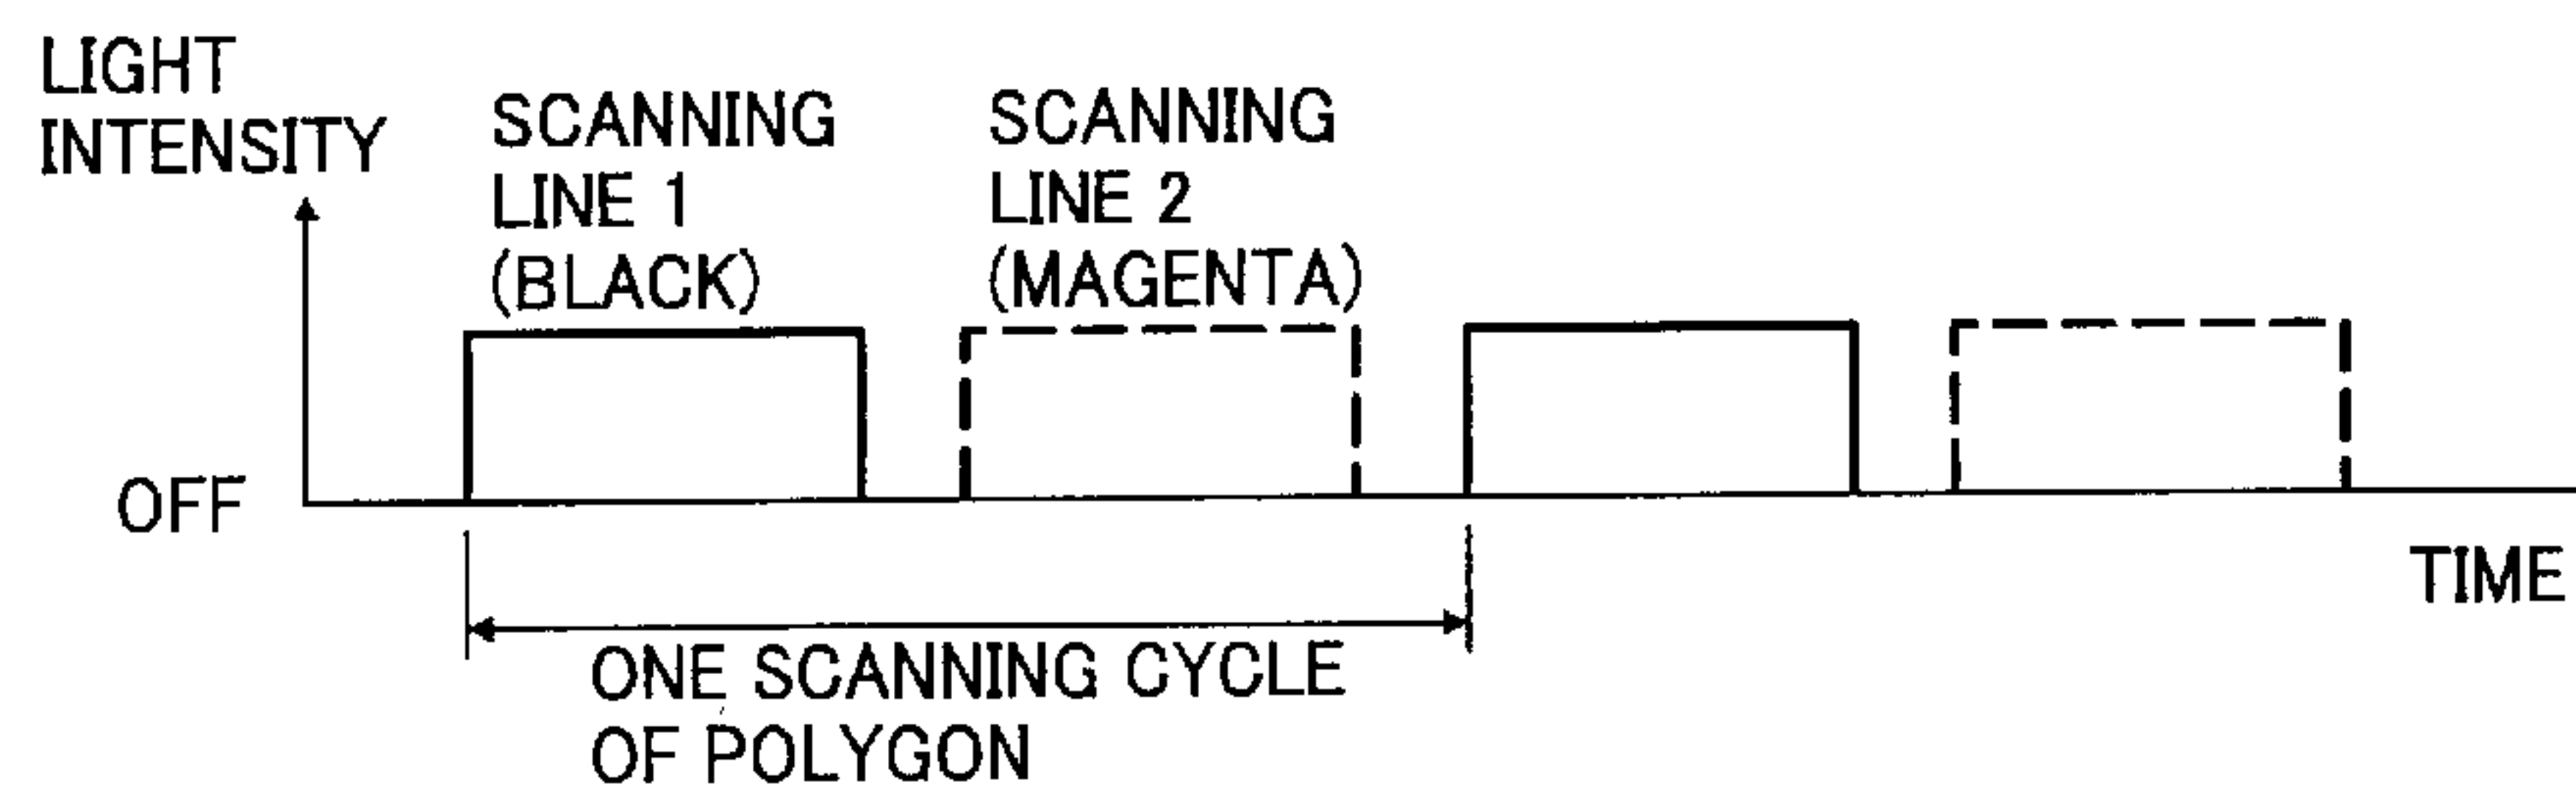 LIGHT
INTENSITY
SCANNING
LINE 1
(BLACK)
SCANNING
LINE 2
(MAGENTA)
OFF
TIME
ONE SCANNING CYCLE
OF POLYGON